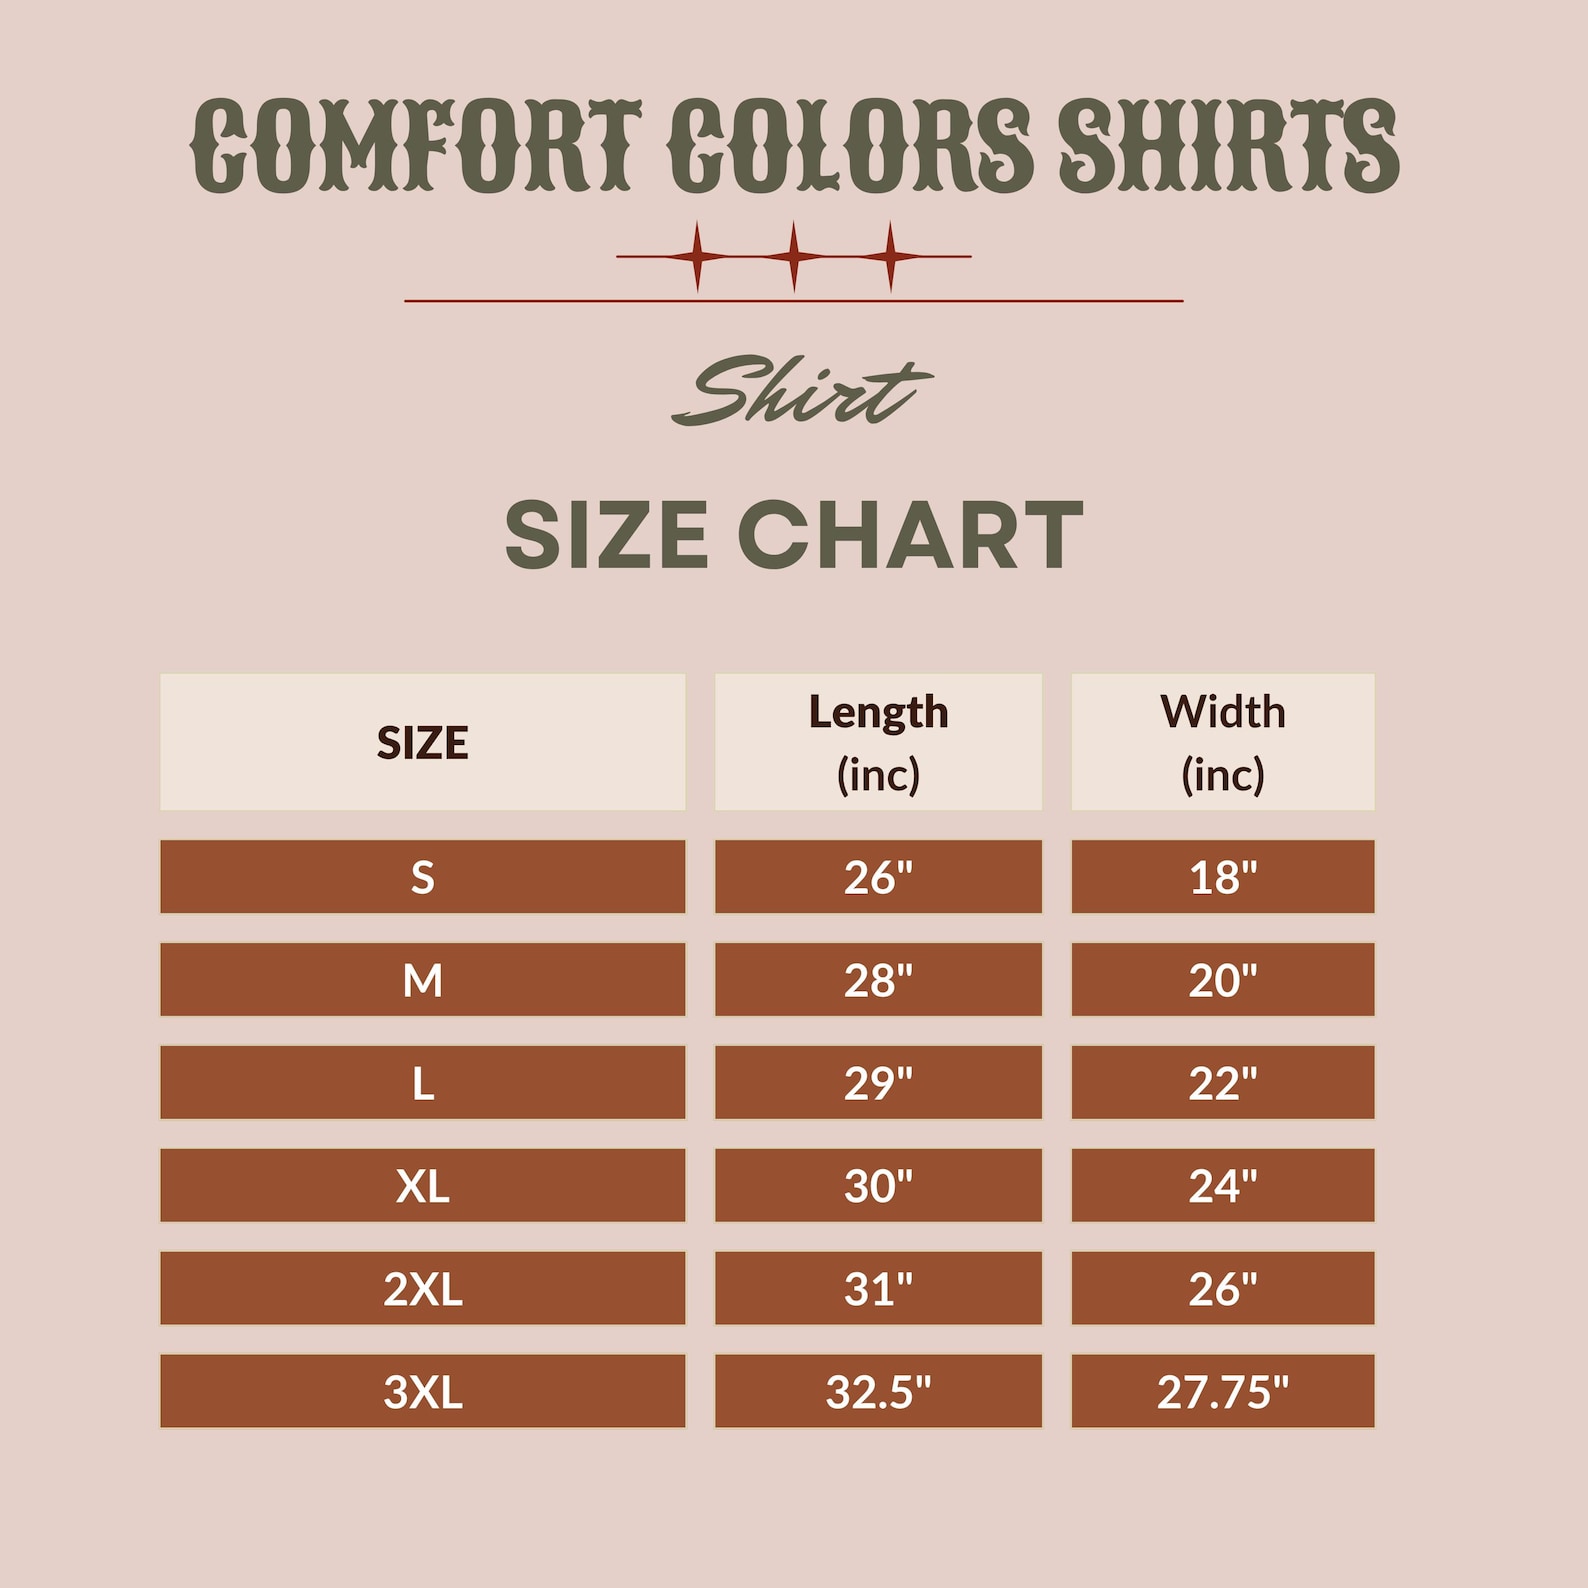 COMFORT COLORS SHIRTS
Shirt
SIZE CHART
SIZE Length (inc) Width (inc)
S 26" 18"
M 28" 20"
L 29" 22"
XL 30" 24"
2XL 31" 26"
3XL 32.5" 27.75"